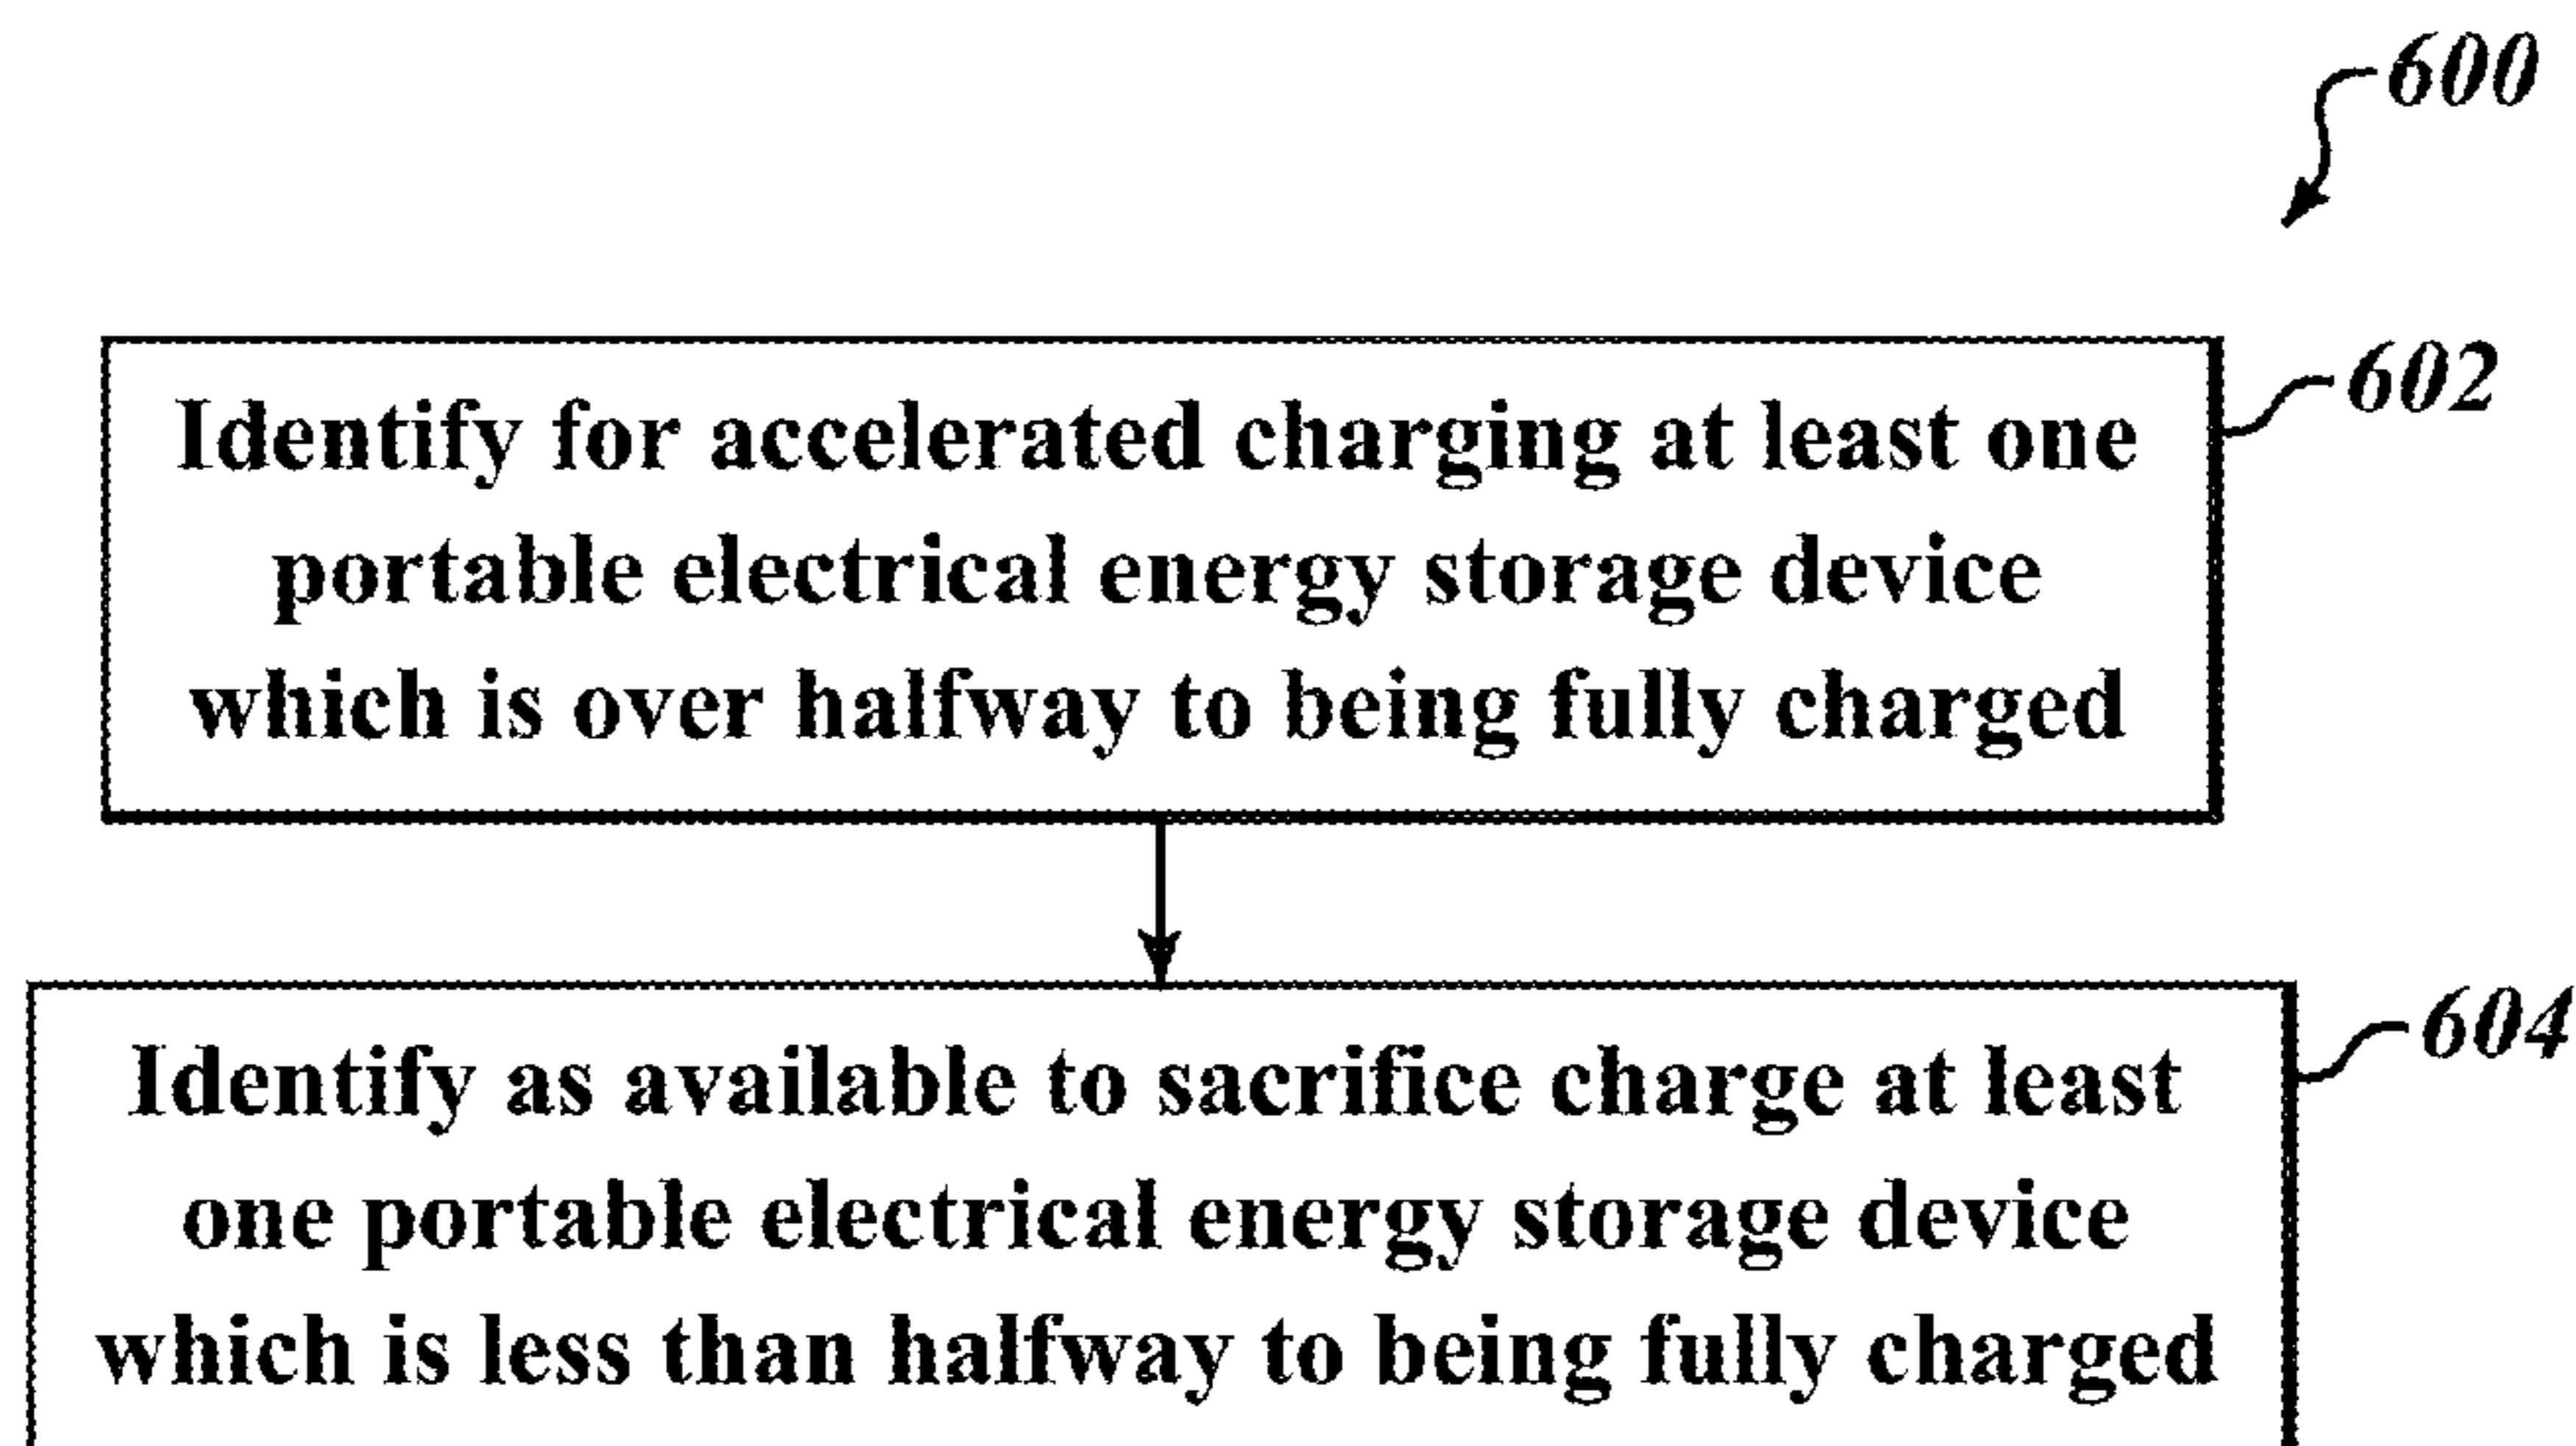 600
602
Identify for accelerated charging at least one
portable electrical energy storage device
which is over halfway to being fully charged
604
Identify as available to sacrifice charge at least
one portable electrical energy storage device
which is less than halfway to being fully charged